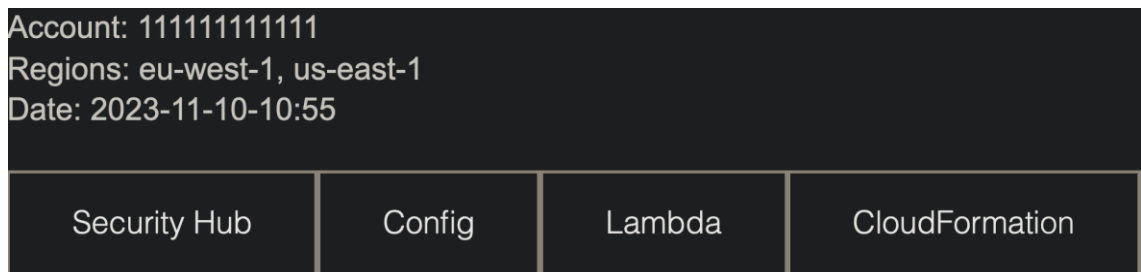 Account: 111111111111
Regions: eu-west-1, us-east-1
Date: 2023-11-10-10:55
Security Hub Config Lambda CloudFormation